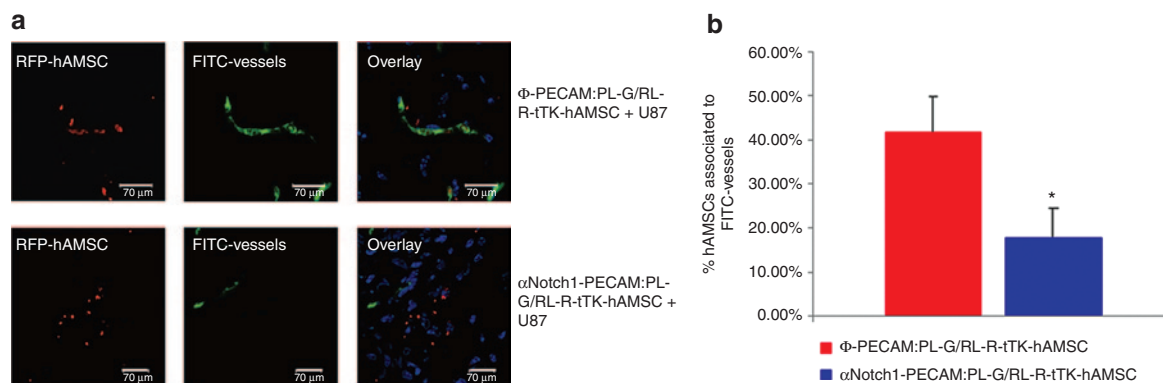 a
RFP-hAMSC
FITC-vessels
Overlay
70 µm
70 µm
70 µm
Φ-PECAM:PL-G/RL-
R-tTK-hAMSC + U87
RFP-hAMSC
FITC-vessels
Overlay
70 µm
70 µm
70 µm
αNotch1-PECAM:PL-
G/RL-R-tTK-hAMSC +
U87
b
% hAMSCs associated to
FITC-vessels
60.00%
50.00%
40.00%
30.00%
20.00%
10.00%
0.00%
*
Φ-PECAM:PL-G/RL-R-tTK-hAMSC
αNotch1-PECAM:PL-G/RL-R-tTK-hAMSC